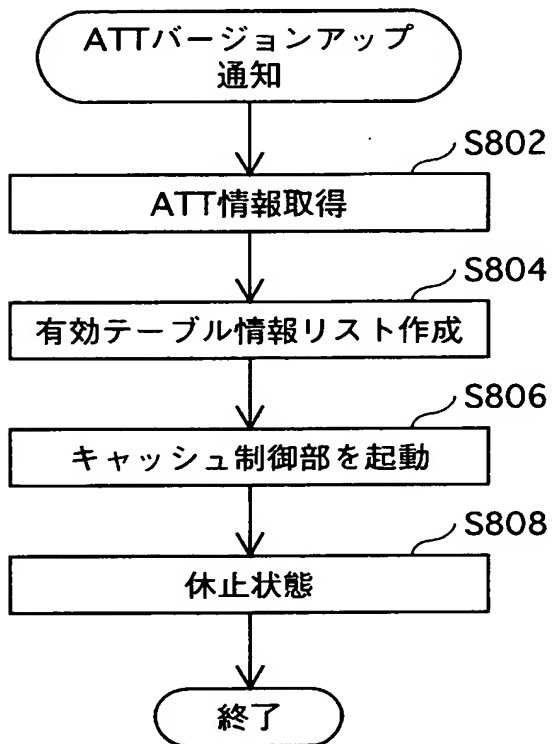 ATTバージョンアップ
通知
S802
ATT情報取得
S804
有効テーブル情報リスト作成
S806
キャッシュ制御部を起動
S808
休止状態
終了